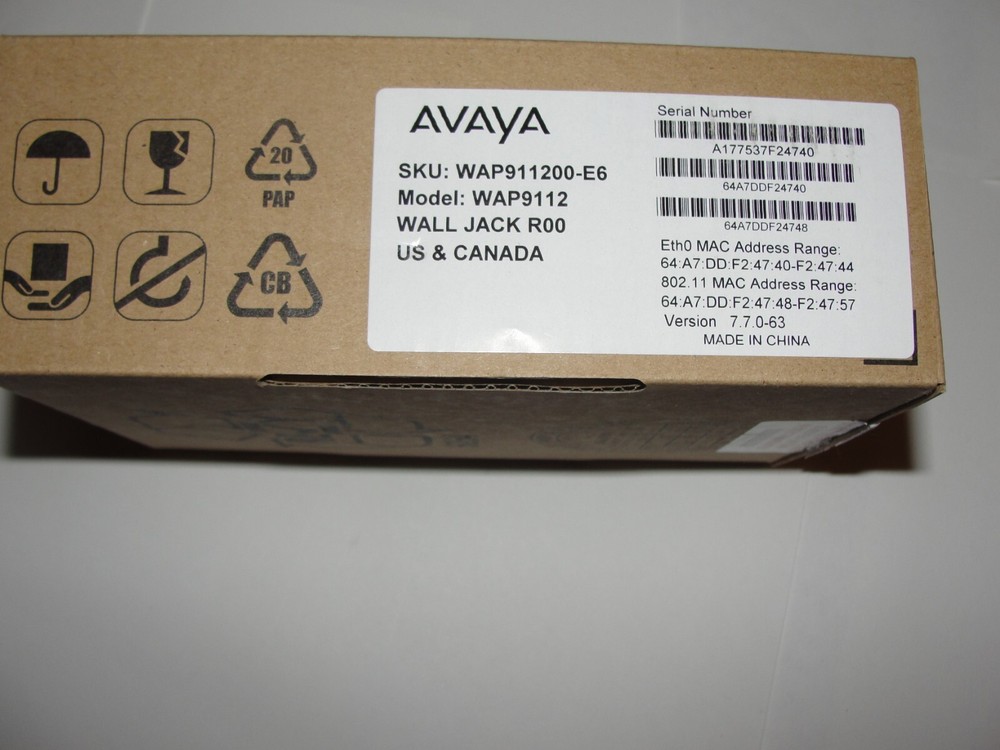 20
PAP
CB
AVAYA
SKU: WAP911200-E6
Model: WAP9112
WALL JACK R00
US & CANADA
Serial Number
A177537F24740
64A7DDF24740
64A7DDF24748
Eth0 MAC Address Range:
64:A7:DD:F2:47:40-F2:47:44
802.11 MAC Address Range:
64:A7:DD:F2:47:48-F2:47:57
Version 7.7.0-63
MADE IN CHINA